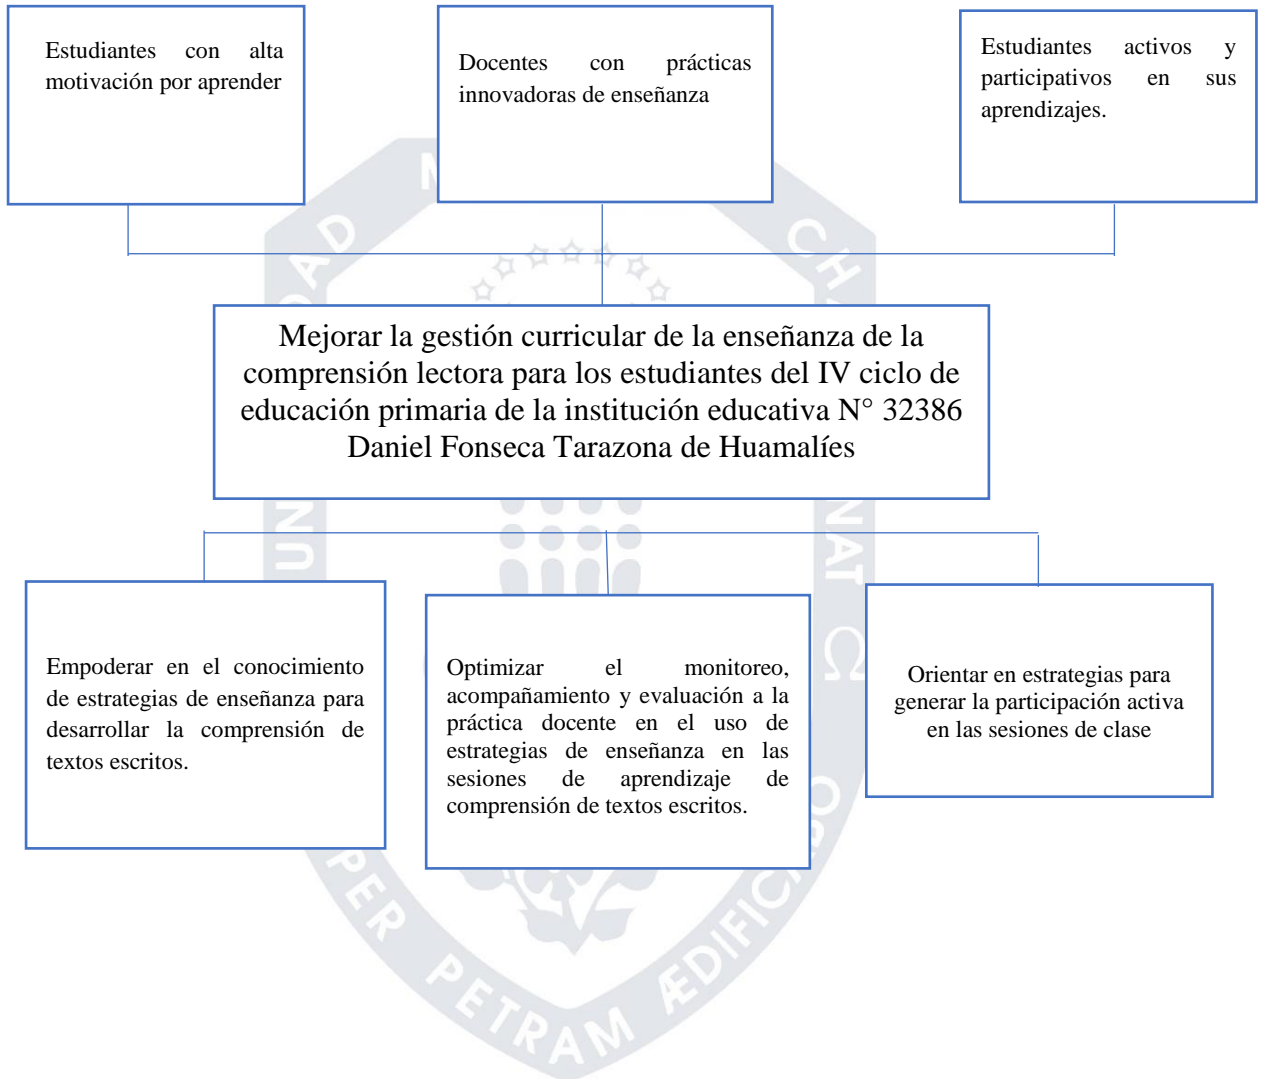 Estudiantes con alta
motivación por aprender
Docentes con prácticas
innovadoras de enseñanza
Estudiantes activos y
participativos en sus
aprendizajes.
Mejorar la gestión curricular de la enseñanza de la
comprensión lectora para los estudiantes del IV ciclo de
educación primaria de la institución educativa N° 32386
Daniel Fonseca Tarazona de Huamalíes
Empoderar en el conocimiento
de estrategias de enseñanza para
desarrollar la comprensión de
textos escritos.
Optimizar el monitoreo,
acompañamiento y evaluación a la
práctica docente en el uso de
estrategias de enseñanza en las
sesiones de aprendizaje de
comprensión de textos escritos.
Orientar en estrategias para
generar la participación activa
en las sesiones de clase
PER PETRAM